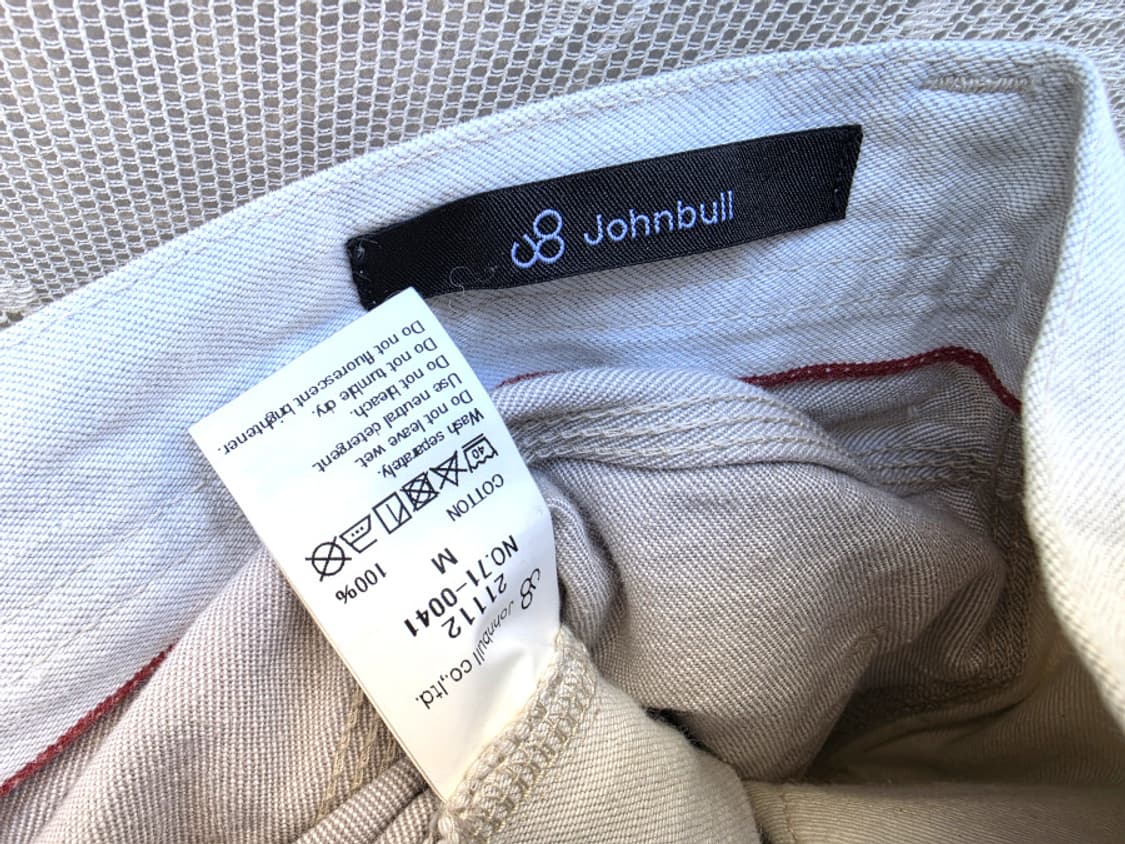 Johnbull
Johnbull co.,ltd.
21112
NO.71-0041
M
COTTON 100%
40
Wash separately.
Do not leave wet.
Use neutral detergent.
Do not bleach.
Do not tumble dry.
Do not fluorescent brightener.